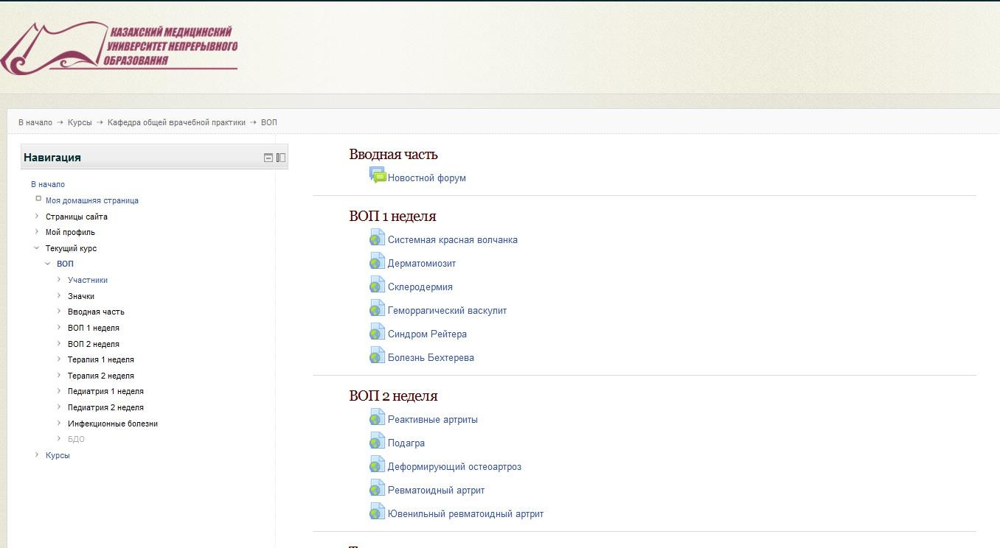 КАЗАХСКИЙ МЕДИЦИНСКИЙ
УНИВЕРСИТЕТ НЕПРЕРЫВНОГО
ОБРАЗОВАНИЯ
В начало → Курсы → Кафедра общей врачебной практики → ВОП
Навигация
В начало
Моя домашняя страница
Страницы сайта
Мой профиль
Текущий курс
ВОП
Участники
Значки
Вводная часть
ВОП 1 неделя
ВОП 2 неделя
Терапия 1 неделя
Терапия 2 неделя
Педиатрия 1 неделя
Педиатрия 2 неделя
Инфекционные болезни
БДО
Курсы
Вводная часть
Новостной форум
ВОП 1 неделя
Системная красная волчанка
Дерматомиозит
Склеродермия
Геморрагический васкулит
Синдром Рейтера
Болезнь Бехтерева
ВОП 2 неделя
Реактивные артриты
Подагра
Деформирующий остеоартроз
Ревматоидный артрит
Ювенильный ревматоидный артрит